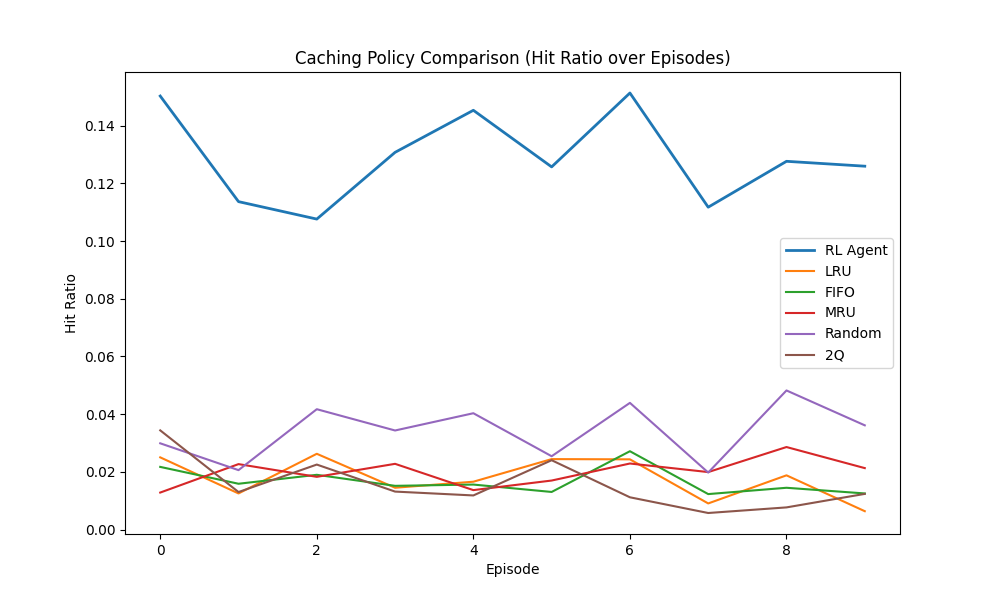 Caching Policy Comparison (Hit Ratio over Episodes)
Hit Ratio
0.14
0.12
0.10
0.08
0.06
0.04
0.02
0.00
RL Agent
LRU
FIFO
MRU
Random
2Q
0 2 4 6 8
Episode